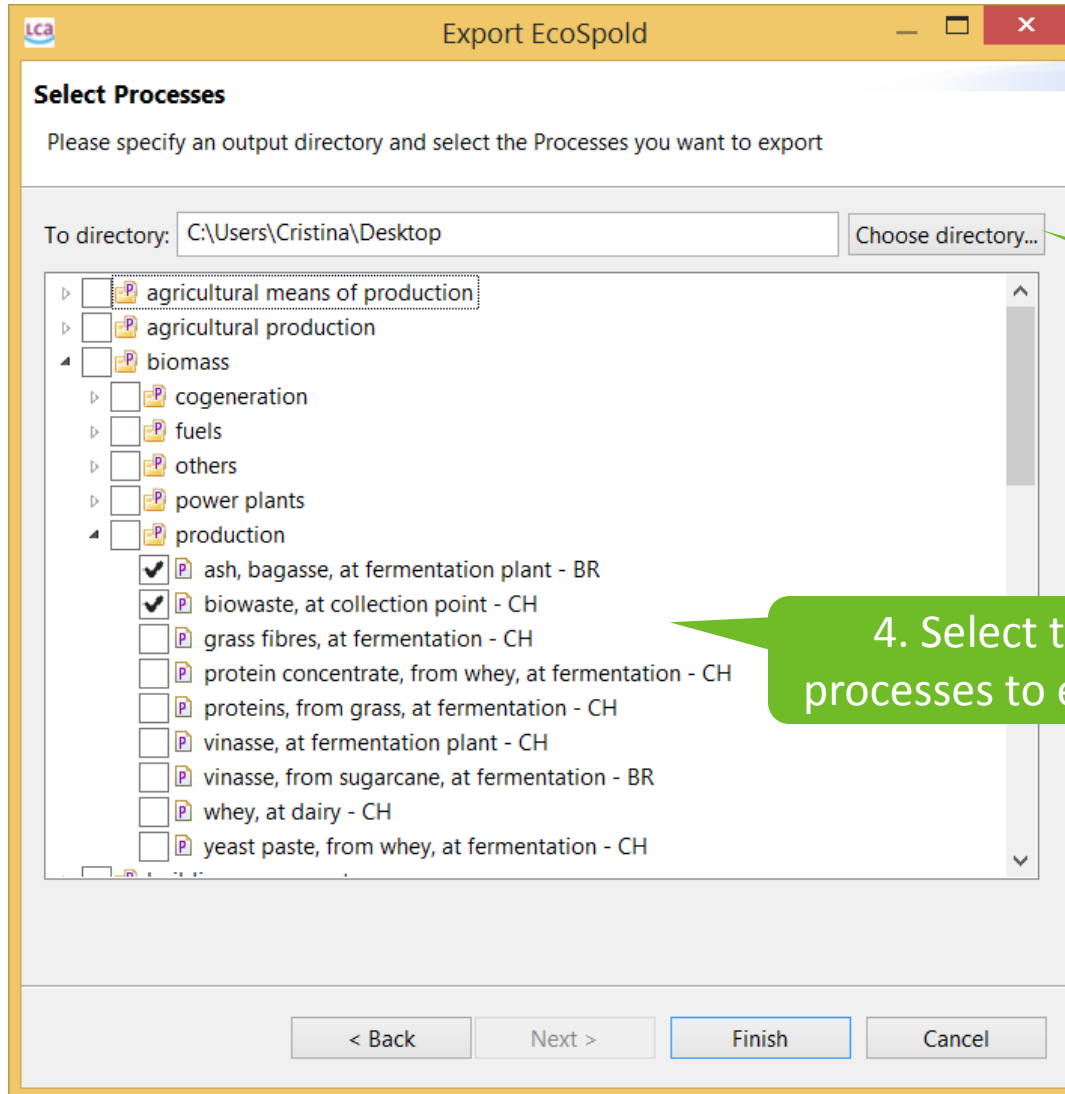 LCA
Export EcoSpold
Select Processes
Please specify an output directory and select the Processes you want to export
To directory: C:\Users\Cristina\Desktop Choose directory...
agricultural means of production
agricultural production
biomass
cogeneration
fuels
others
power plants
production
ash, bagasse, at fermentation plant - BR
biowaste, at collection point - CH
grass fibres, at fermentation - CH
protein concentrate, from whey, at fermentation - CH
proteins, from grass, at fermentation - CH
vinasse, at fermentation plant - CH
vinasse, from sugarcane, at fermentation - BR
whey, at dairy - CH
yeast paste, from whey, at fermentation - CH
4. Select t
processes to e
< Back Next > Finish Cancel